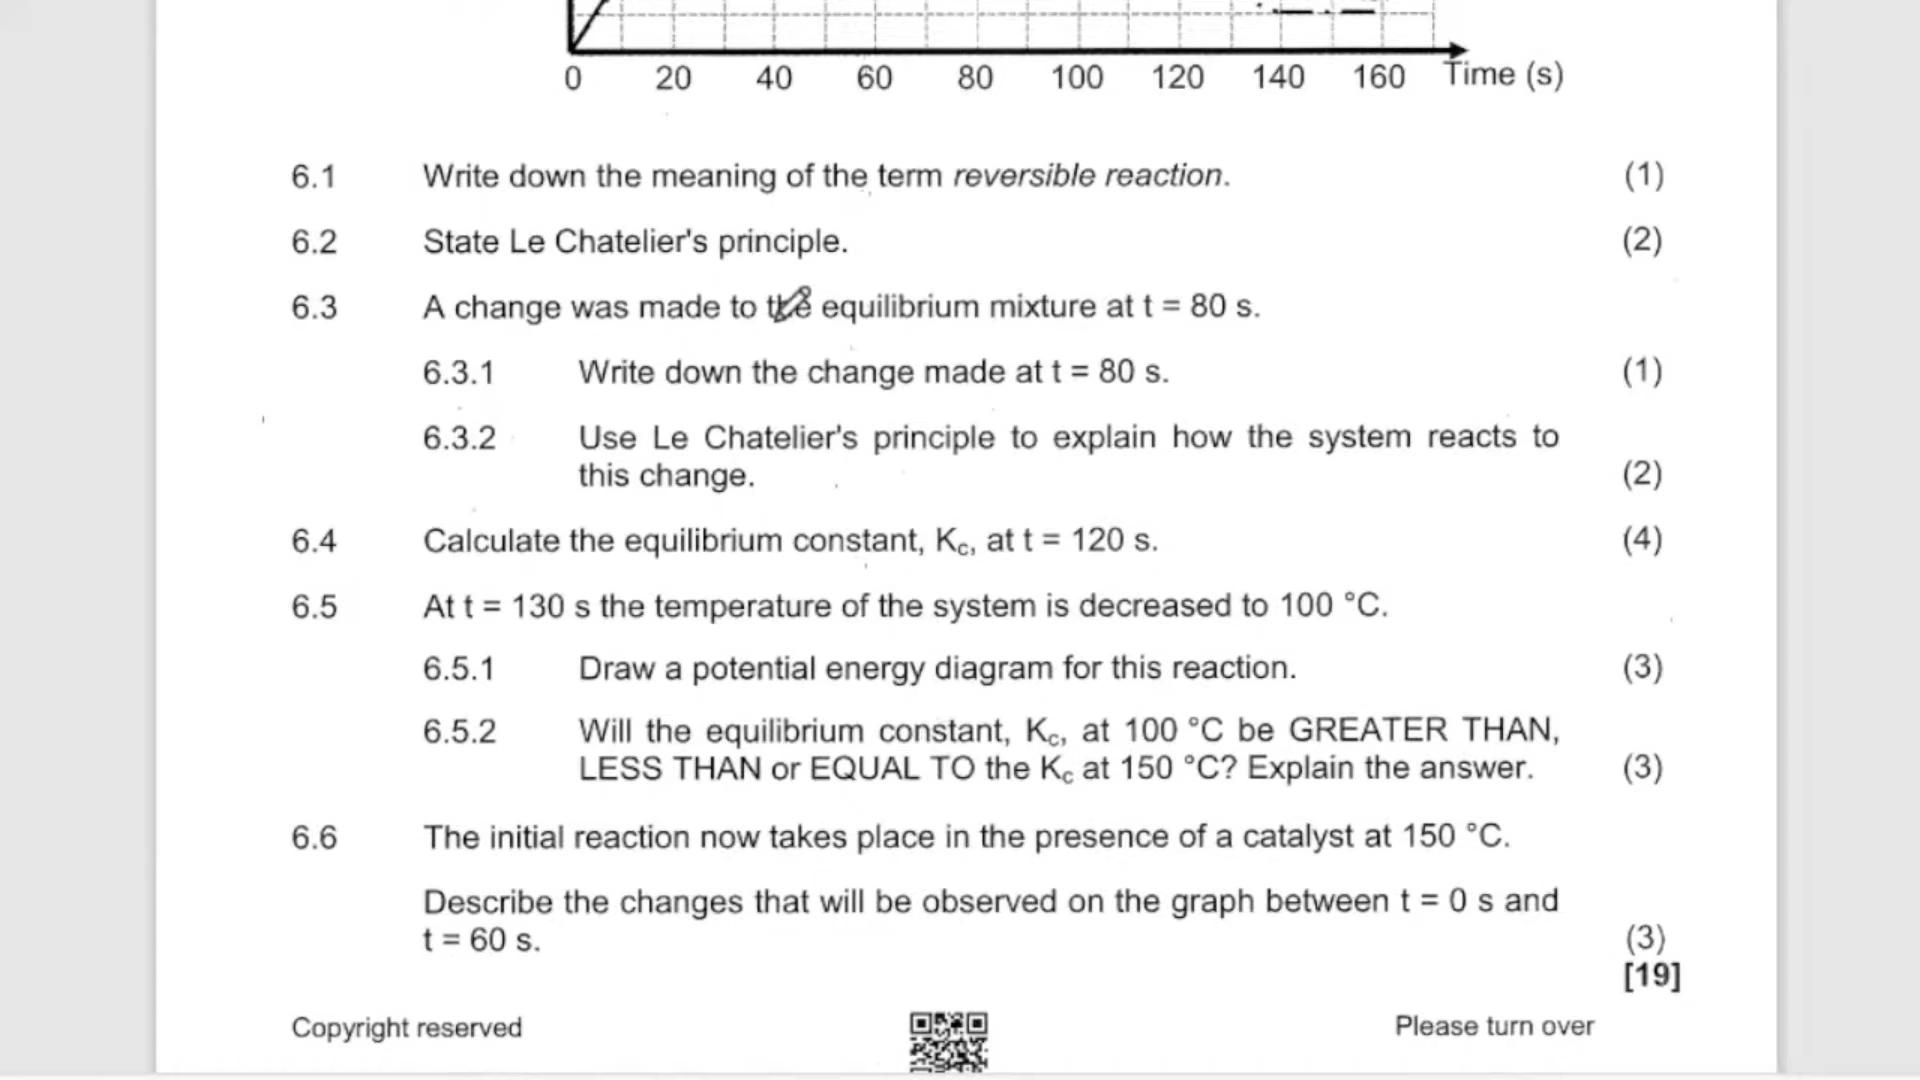 0 20 40 60 80 100 120 140 160 Time (s)
6.1 Write down the meaning of the term reversible reaction. (1)
6.2 State Le Chatelier's principle. (2)
6.3 A change was made to the equilibrium mixture at t = 80 s.
6.3.1 Write down the change made at t = 80 s. (1)
6.3.2 Use Le Chatelier's principle to explain how the system reacts to
this change. (2)
6.4 Calculate the equilibrium constant, Kc, at t = 120 s. (4)
6.5 At t = 130 s the temperature of the system is decreased to 100 °C.
6.5.1 Draw a potential energy diagram for this reaction. (3)
6.5.2 Will the equilibrium constant, Kc, at 100 °C be GREATER THAN,
LESS THAN or EQUAL TO the Kc at 150 °C? Explain the answer. (3)
6.6 The initial reaction now takes place in the presence of a catalyst at 150 °C.
Describe the changes that will be observed on the graph between t = 0 s and
t = 60 s. (3)
[19]
Copyright reserved Please turn over